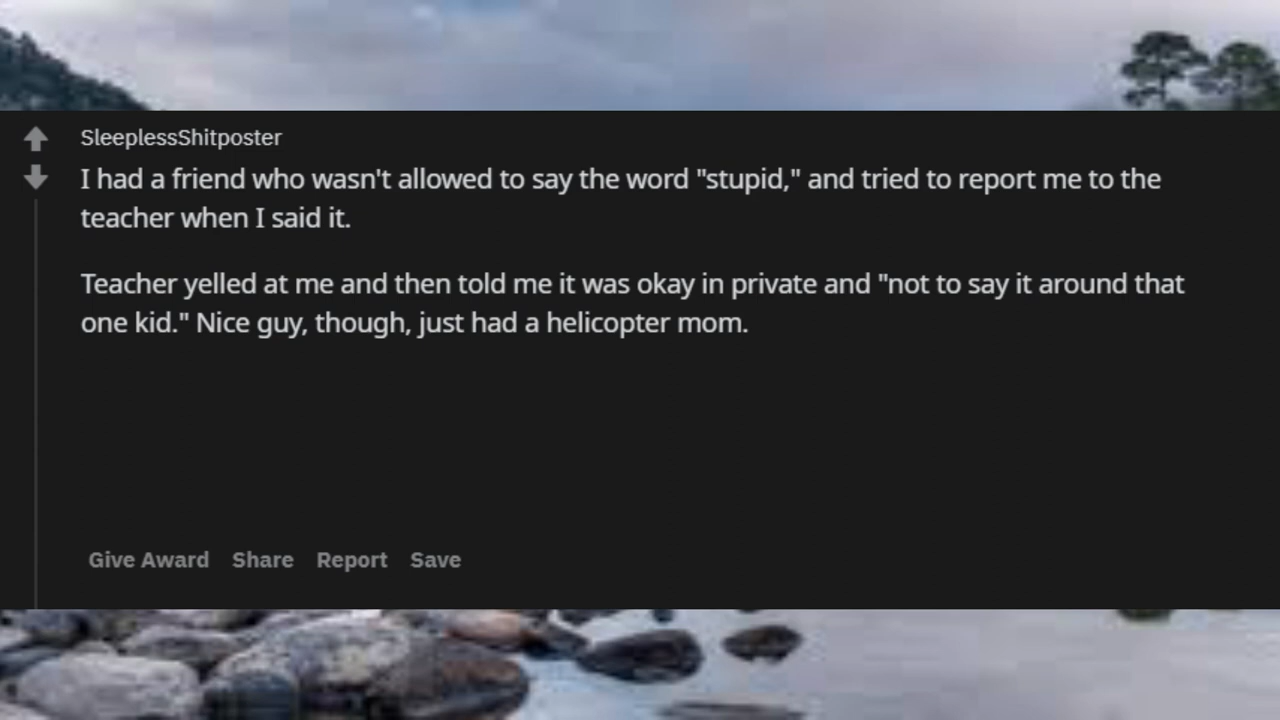 SleeplessShitposter
I had a friend who wasn't allowed to say the word "stupid," and tried to report me to the
teacher when I said it.
Teacher yelled at me and then told me it was okay in private and "not to say it around that
one kid." Nice guy, though, just had a helicopter mom.
Give Award Share Report Save